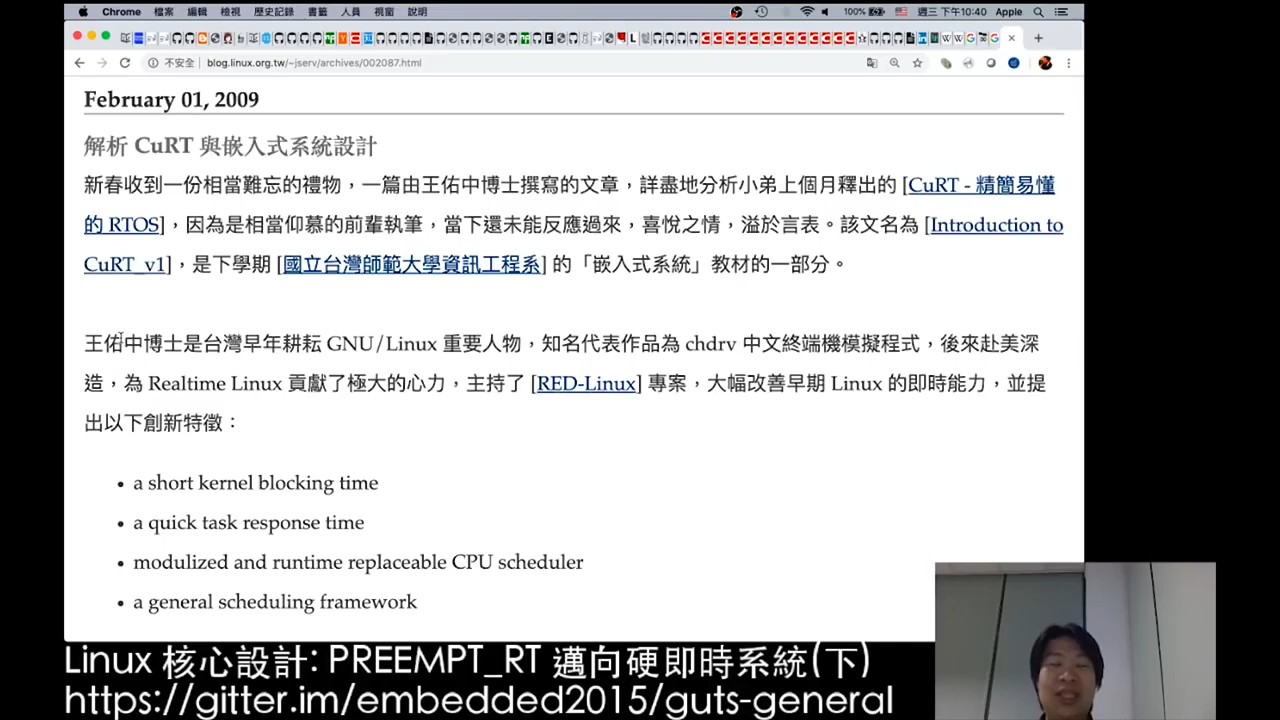 Chrome 檔案 編輯 檢視 歷史記錄 書籤 人員 視窗 說明 100% 週三 下午10:40 Apple
不安全 blog.linux.org.tw/~jserv/archives/002087.html
February 01, 2009
解析 CuRT 與嵌入式系統設計
新春收到一份相當難忘的禮物，一篇由王佑中博士撰寫的文章，詳盡地分析小弟上個月釋出的 [CuRT - 精簡易懂
的 RTOS]，因為是相當仰慕的前輩執筆，當下還未能反應過來，喜悅之情，溢於言表。該文名為 [Introduction to
CuRT_v1]，是下學期 [國立台灣師範大學資訊工程系] 的「嵌入式系統」教材的一部分。
王佑中博士是台灣早年耕耘 GNU/Linux 重要人物，知名代表作品為 chdrv 中文終端機模擬程式，後來赴美深
造，為 Realtime Linux 貢獻了極大的心力，主持了 [RED-Linux] 專案，大幅改善早期 Linux 的即時能力，並提
出以下創新特徵：
• a short kernel blocking time
• a quick task response time
• modulized and runtime replaceable CPU scheduler
• a general scheduling framework
Linux 核心設計: PREEMPT_RT 邁向硬即時系統(下)
https://gitter.im/embedded2015/guts-general